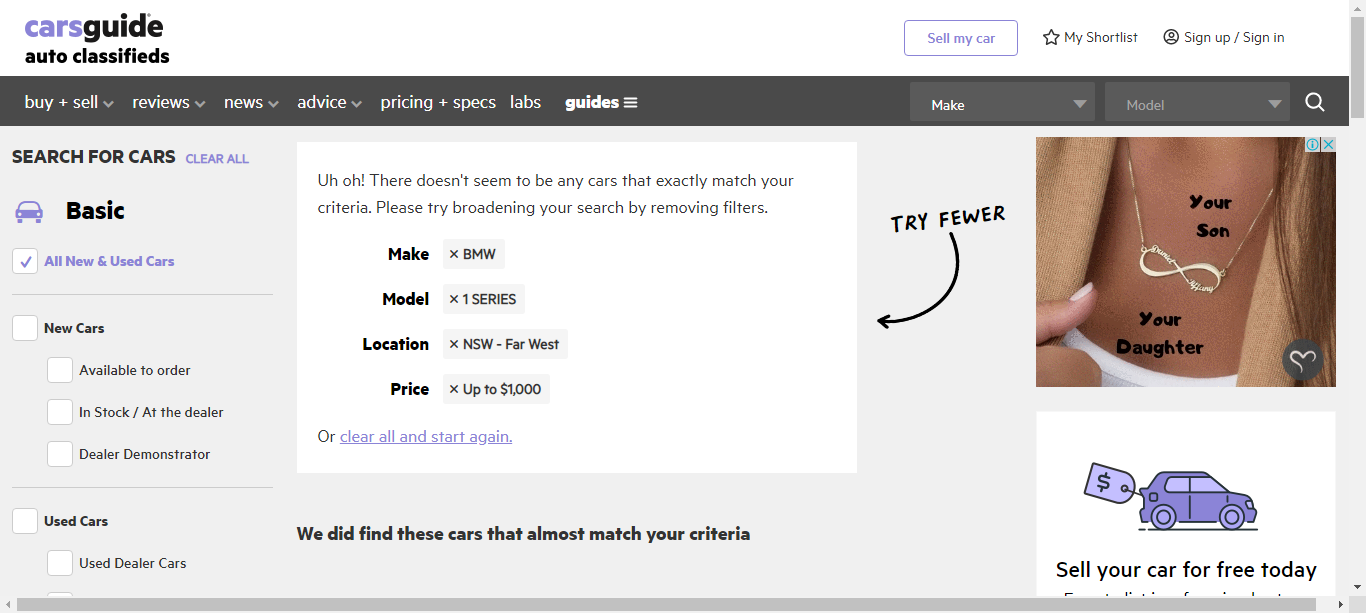 carsguide
auto classifieds
Sell my car
My Shortlist
Sign up / Sign in
buy + sell
reviews
news
advice
pricing + specs
labs
guides
Make
Model
SEARCH FOR CARS
CLEAR ALL
Basic
All New & Used Cars
New Cars
Available to order
In Stock / At the dealer
Dealer Demonstrator
Used Cars
Used Dealer Cars
Uh oh! There doesn't seem to be any cars that exactly match your
criteria. Please try broadening your search by removing filters.
Make × BMW
Model × 1 SERIES
Location × NSW - Far West
Price × Up to $1,000
Or clear all and start again.
TRY FEWER
We did find these cars that almost match your criteria
Your
Son
Daniel
Tiffany
Your
Daughter
$
Sell your car for free today